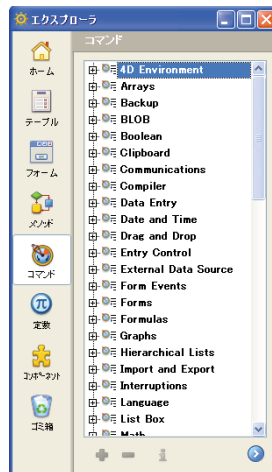 エクスプローラ
コマンド
ホーム
テーブル
フォーム
メソッド
コマンド
定数
コンポーネント
ゴミ箱
4D Environment
Arrays
Backup
BLOB
Boolean
Clipboard
Communications
Compiler
Data Entry
Date and Time
Drag and Drop
Entry Control
External Data Source
Form Events
Forms
Formulas
Graphs
Hierarchical Lists
Import and Export
Interruptions
Language
List Box
Math